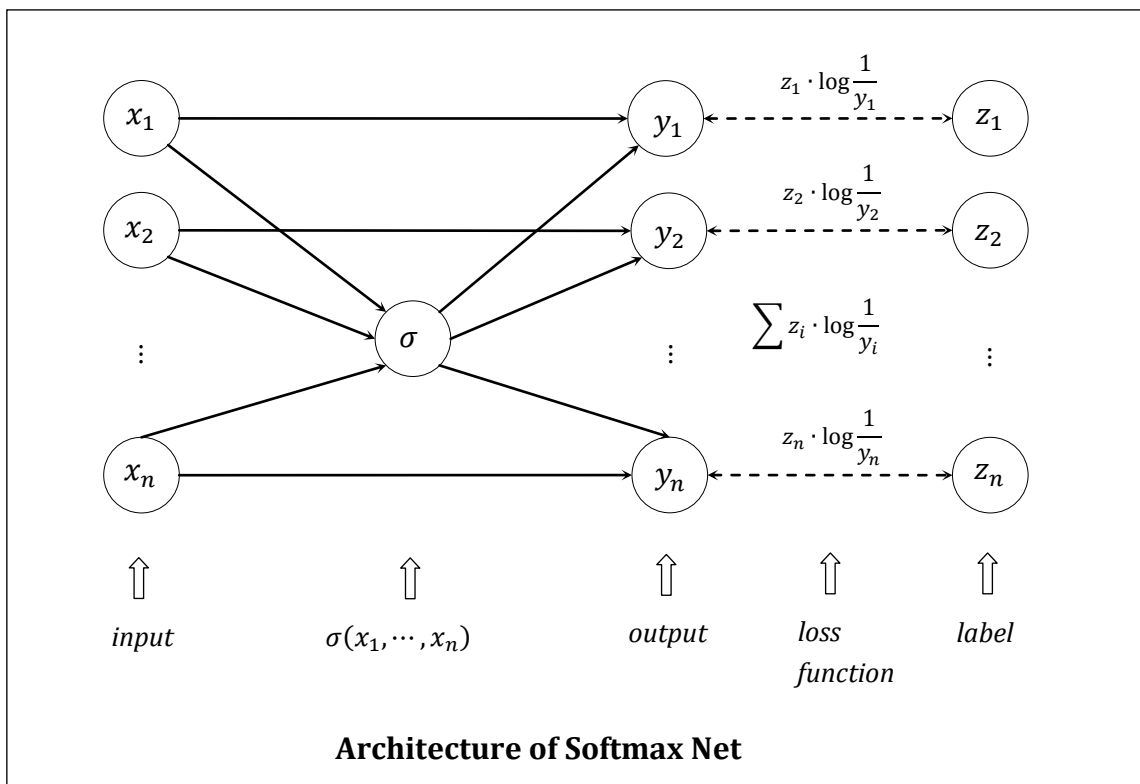 x₁ y₁ z₁ · log 1/y₁ z₁
x₂ y₂ z₂ · log 1/y₂ z₂
σ ∑ zᵢ · log 1/yᵢ
⋮ ⋮ ⋮
xₙ yₙ zₙ · log 1/yₙ zₙ
input σ(x₁, ⋯, xₙ) output loss label
function
Architecture of Softmax Net